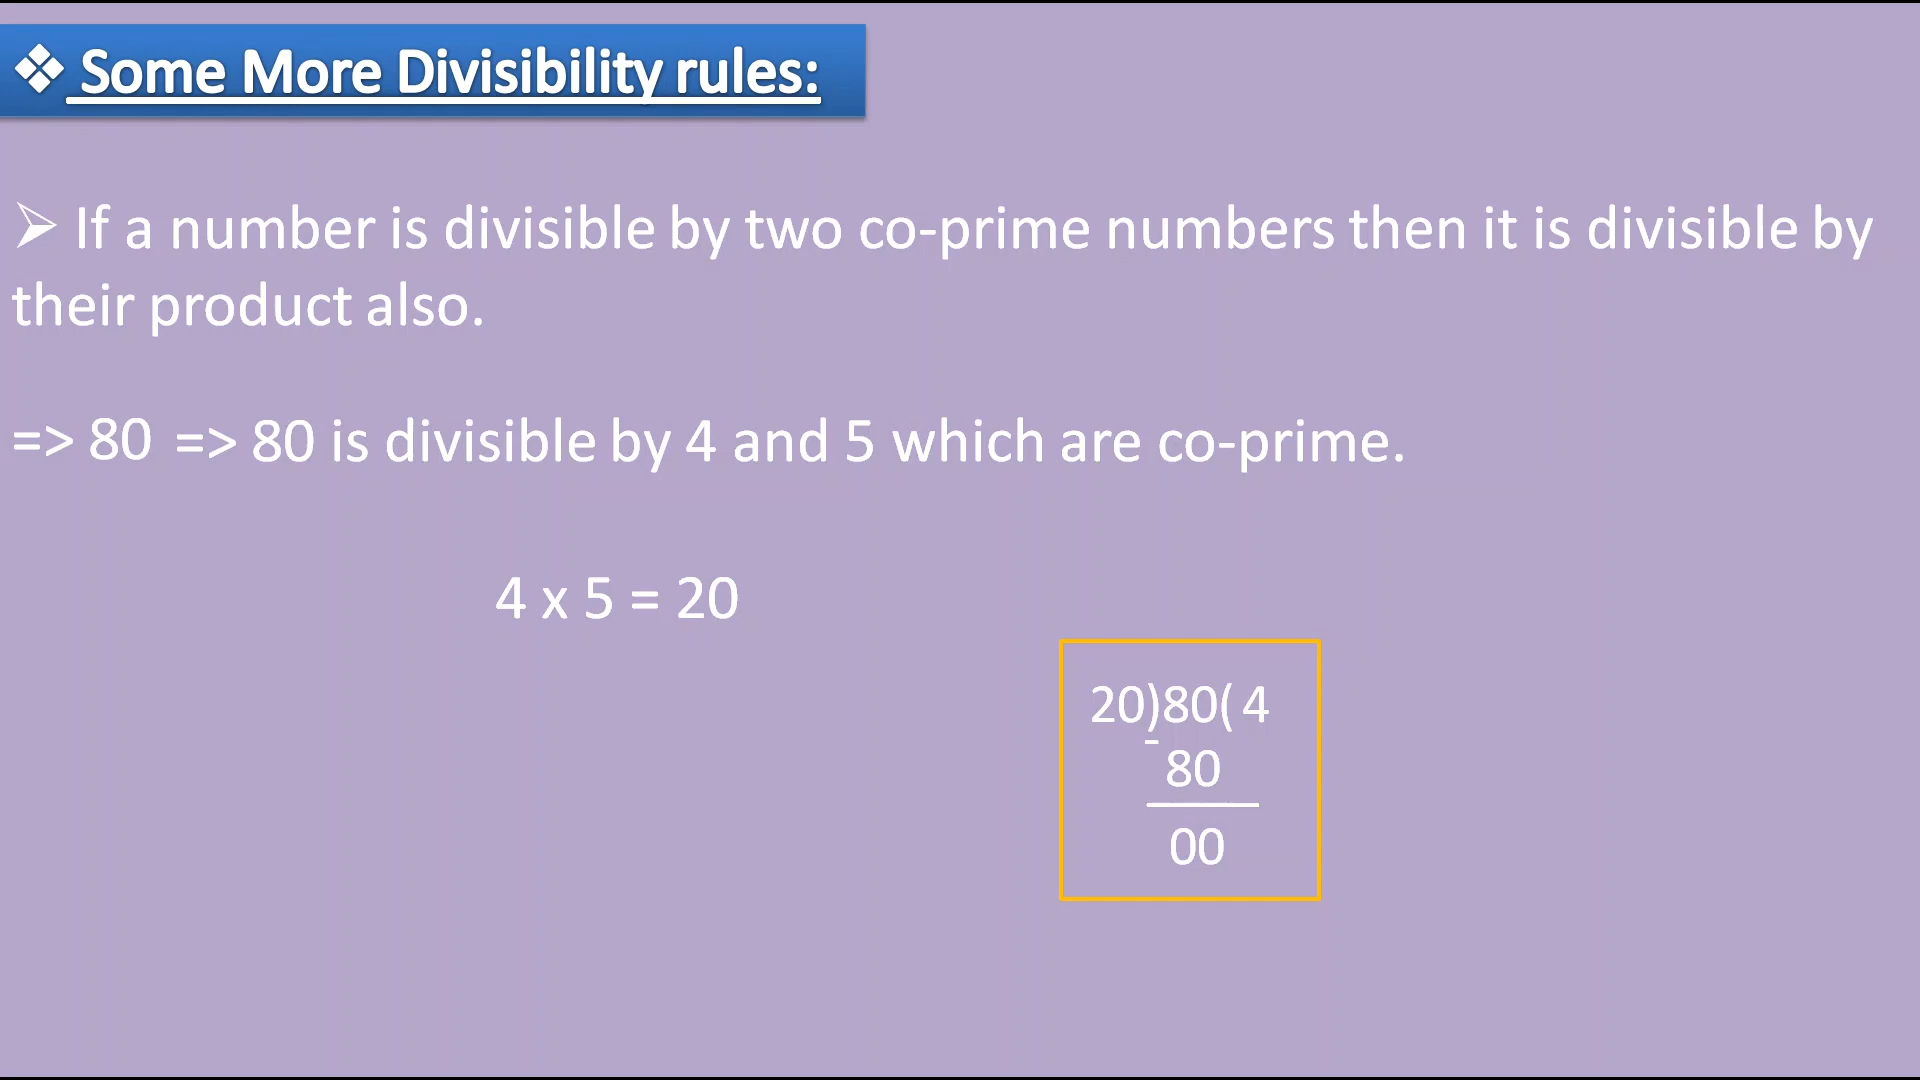 ❖ Some More Divisibility rules:
➢ If a number is divisible by two co-prime numbers then it is divisible by
their product also.
=> 80 => 80 is divisible by 4 and 5 which are co-prime.
4 x 5 = 20
20)80( 4
-
80
00